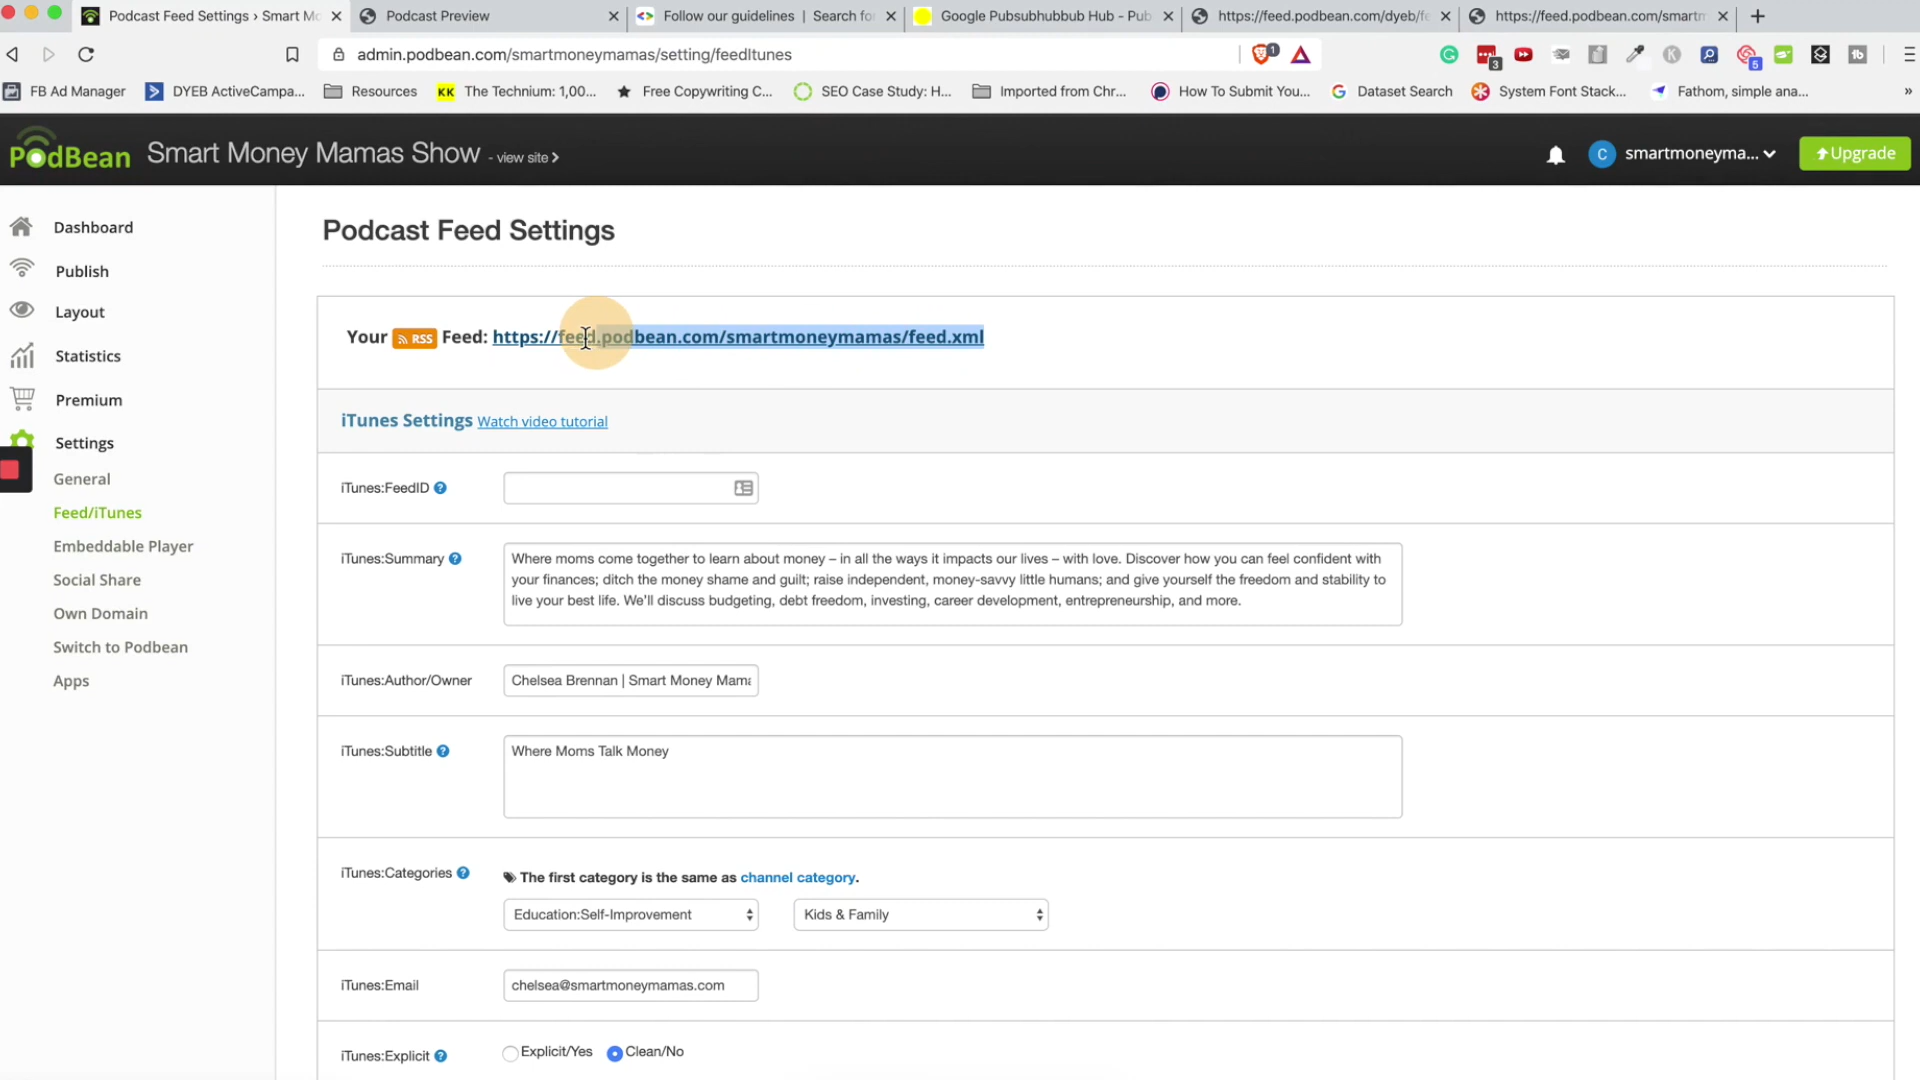 Podcast Feed Settings › Smart Mo
Podcast Preview
Follow our guidelines | Search fo
Google Pubsubhubbub Hub - Pub
https://feed.podbean.com/dyeb/fe
https://feed.podbean.com/smartm
admin.podbean.com/smartmoneymamas/setting/feedItunes
1
3
5
FB Ad Manager
DYEB ActiveCampa...
Resources
KK The Technium: 1,00...
Free Copywriting C...
SEO Case Study: H...
Imported from Chr...
How To Submit You...
Dataset Search
System Font Stack...
Fathom, simple ana...
»
PodBean
Smart Money Mamas Show - view site
C smartmoneyma...
Upgrade
Dashboard
Publish
Layout
Statistics
Premium
Settings
General
Feed/iTunes
Embeddable Player
Social Share
Own Domain
Switch to Podbean
Apps
Podcast Feed Settings
Your RSS Feed: https://feed.podbean.com/smartmoneymamas/feed.xml
iTunes Settings Watch video tutorial
iTunes:FeedID ?
iTunes:Summary ?
Where moms come together to learn about money – in all the ways it impacts our lives – with love. Discover how you can feel confident with
your finances; ditch the money shame and guilt; raise independent, money-savvy little humans; and give yourself the freedom and stability to
live your best life. We'll discuss budgeting, debt freedom, investing, career development, entrepreneurship, and more.
iTunes:Author/Owner
Chelsea Brennan | Smart Money Mama
iTunes:Subtitle ?
Where Moms Talk Money
iTunes:Categories ?
The first category is the same as channel category.
Education:Self-Improvement
Kids & Family
iTunes:Email
chelsea@smartmoneymamas.com
iTunes:Explicit ?
Explicit/Yes
Clean/No